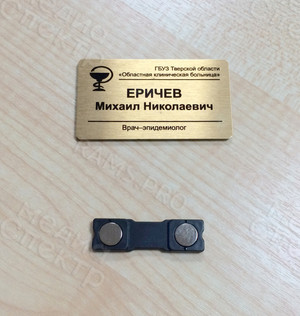 ГБУЗ Тверской области
«Областная клиническая больница»
ЕРИЧЕВ
Михаил Николаевич
Врач-эпидемиолог